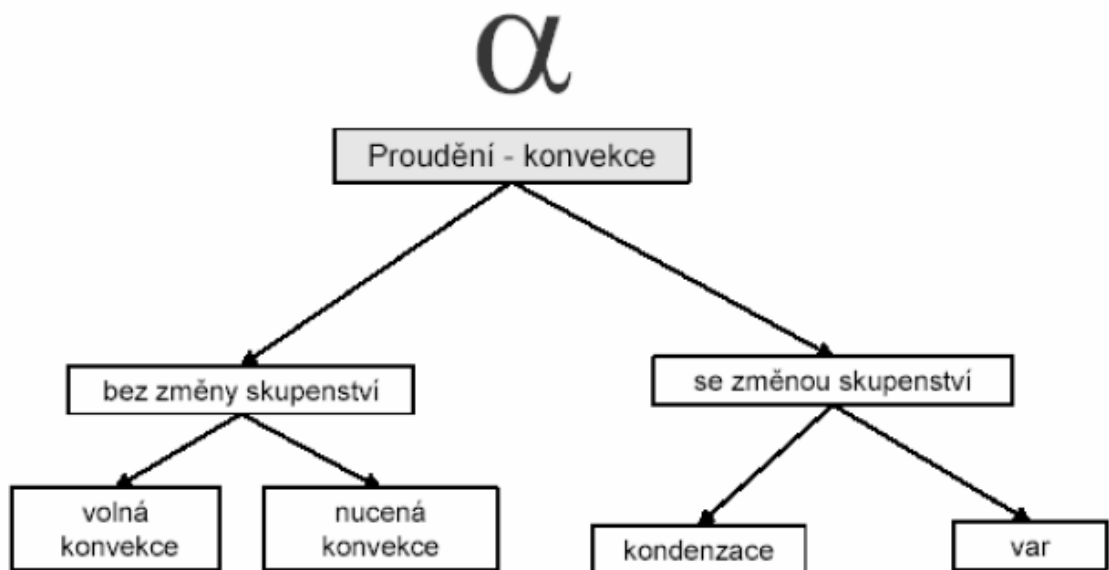 α
Proudění - konvekce
bez změny skupenství
se změnou skupenství
volná
konvekce
nucená
konvekce
kondenzace
var